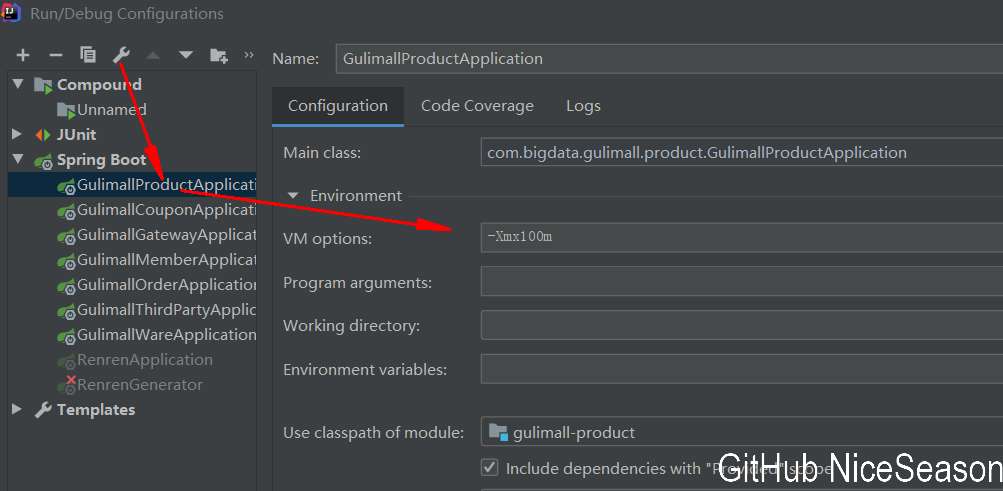 Run/Debug Configurations
Name: GulimallProductApplication
Compound
Unnamed
JUnit
Spring Boot
GulimallProductApplicati
GulimallCouponApplicati
GulimallGatewayApplicat
GulimallMemberApplicat
GulimallOrderApplication
GulimallThirdPartyApplic
GulimallWareApplication
RenrenApplication
RenrenGenerator
Templates
Configuration Code Coverage Logs
Main class: com.bigdata.gulimall.product.GulimallProductApplication
Environment
VM options: -Xmx100m
Program arguments:
Working directory:
Environment variables:
Use classpath of module: gulimall-product
Include dependencies with "Provided" scope
GitHub NiceSeason